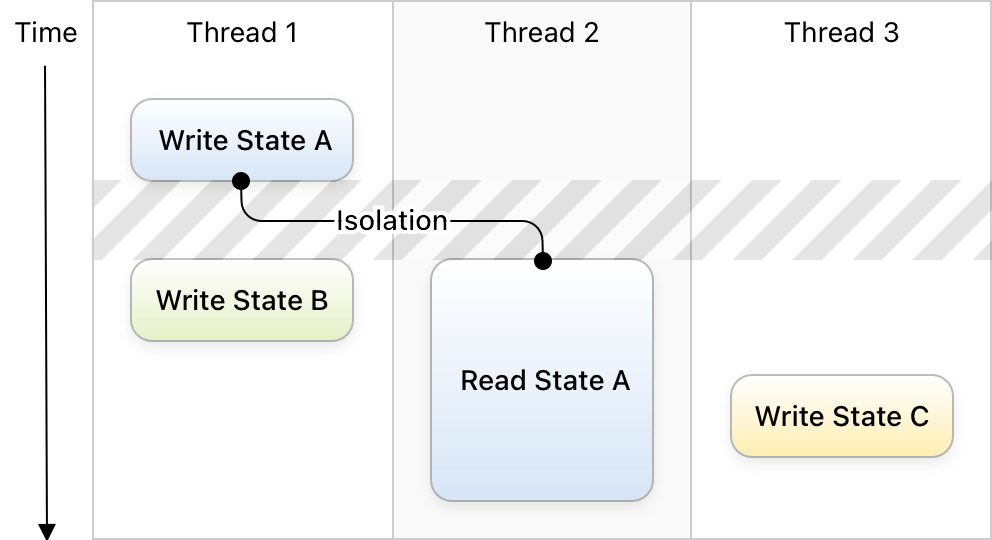 Time
Thread 1
Thread 2
Thread 3
Write State A
Isolation
Write State B
Read State A
Write State C